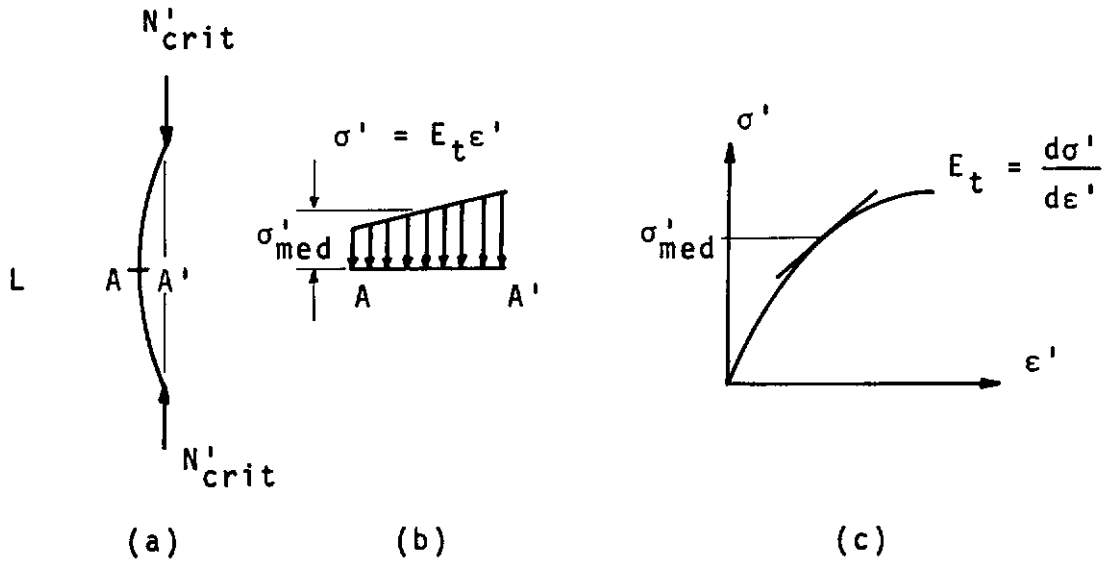 N'crit
L
A A'
N'crit
(a)
σ' = Etε'
σ'med
A A'
(b)
σ'
Et = dσ'/dε'
σ'med
ε'
(c)